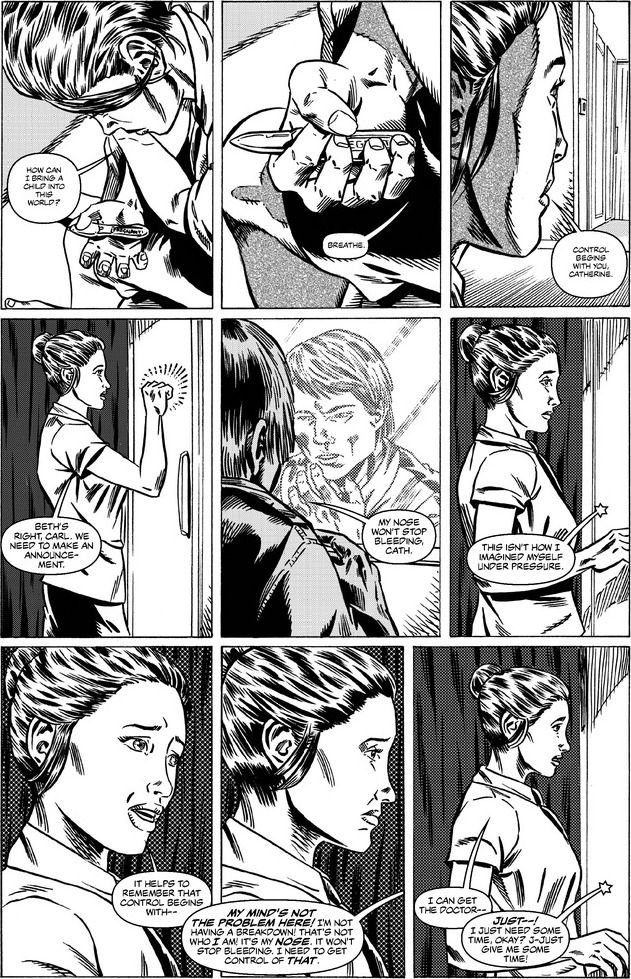 HOW CAN
I BRING A
CHILD INTO
THIS
WORLD?
PREGNANT
BREATHE.
CONTROL
BEGINS
WITH YOU,
CATHERINE.
BETH'S
RIGHT, CARL. WE
NEED TO MAKE AN
ANNOUNCE-
MENT.
MY NOSE
WON'T STOP
BLEEDING,
CATH.
THIS ISN'T HOW I
IMAGINED MYSELF
UNDER PRESSURE.
IT HELPS TO
REMEMBER THAT
CONTROL BEGINS
WITH--
MY MIND'S NOT
THE PROBLEM HERE! I'M NOT
HAVING A BREAKDOWN! THAT'S NOT
WHO I AM! IT'S MY NOSE. IT WON'T
STOP BLEEDING. I NEED TO GET
CONTROL OF THAT.
I CAN GET
THE DOCTOR--
JUST--!
I JUST NEED SOME
TIME, OKAY? J-JUST
GIVE ME SOME
TIME!